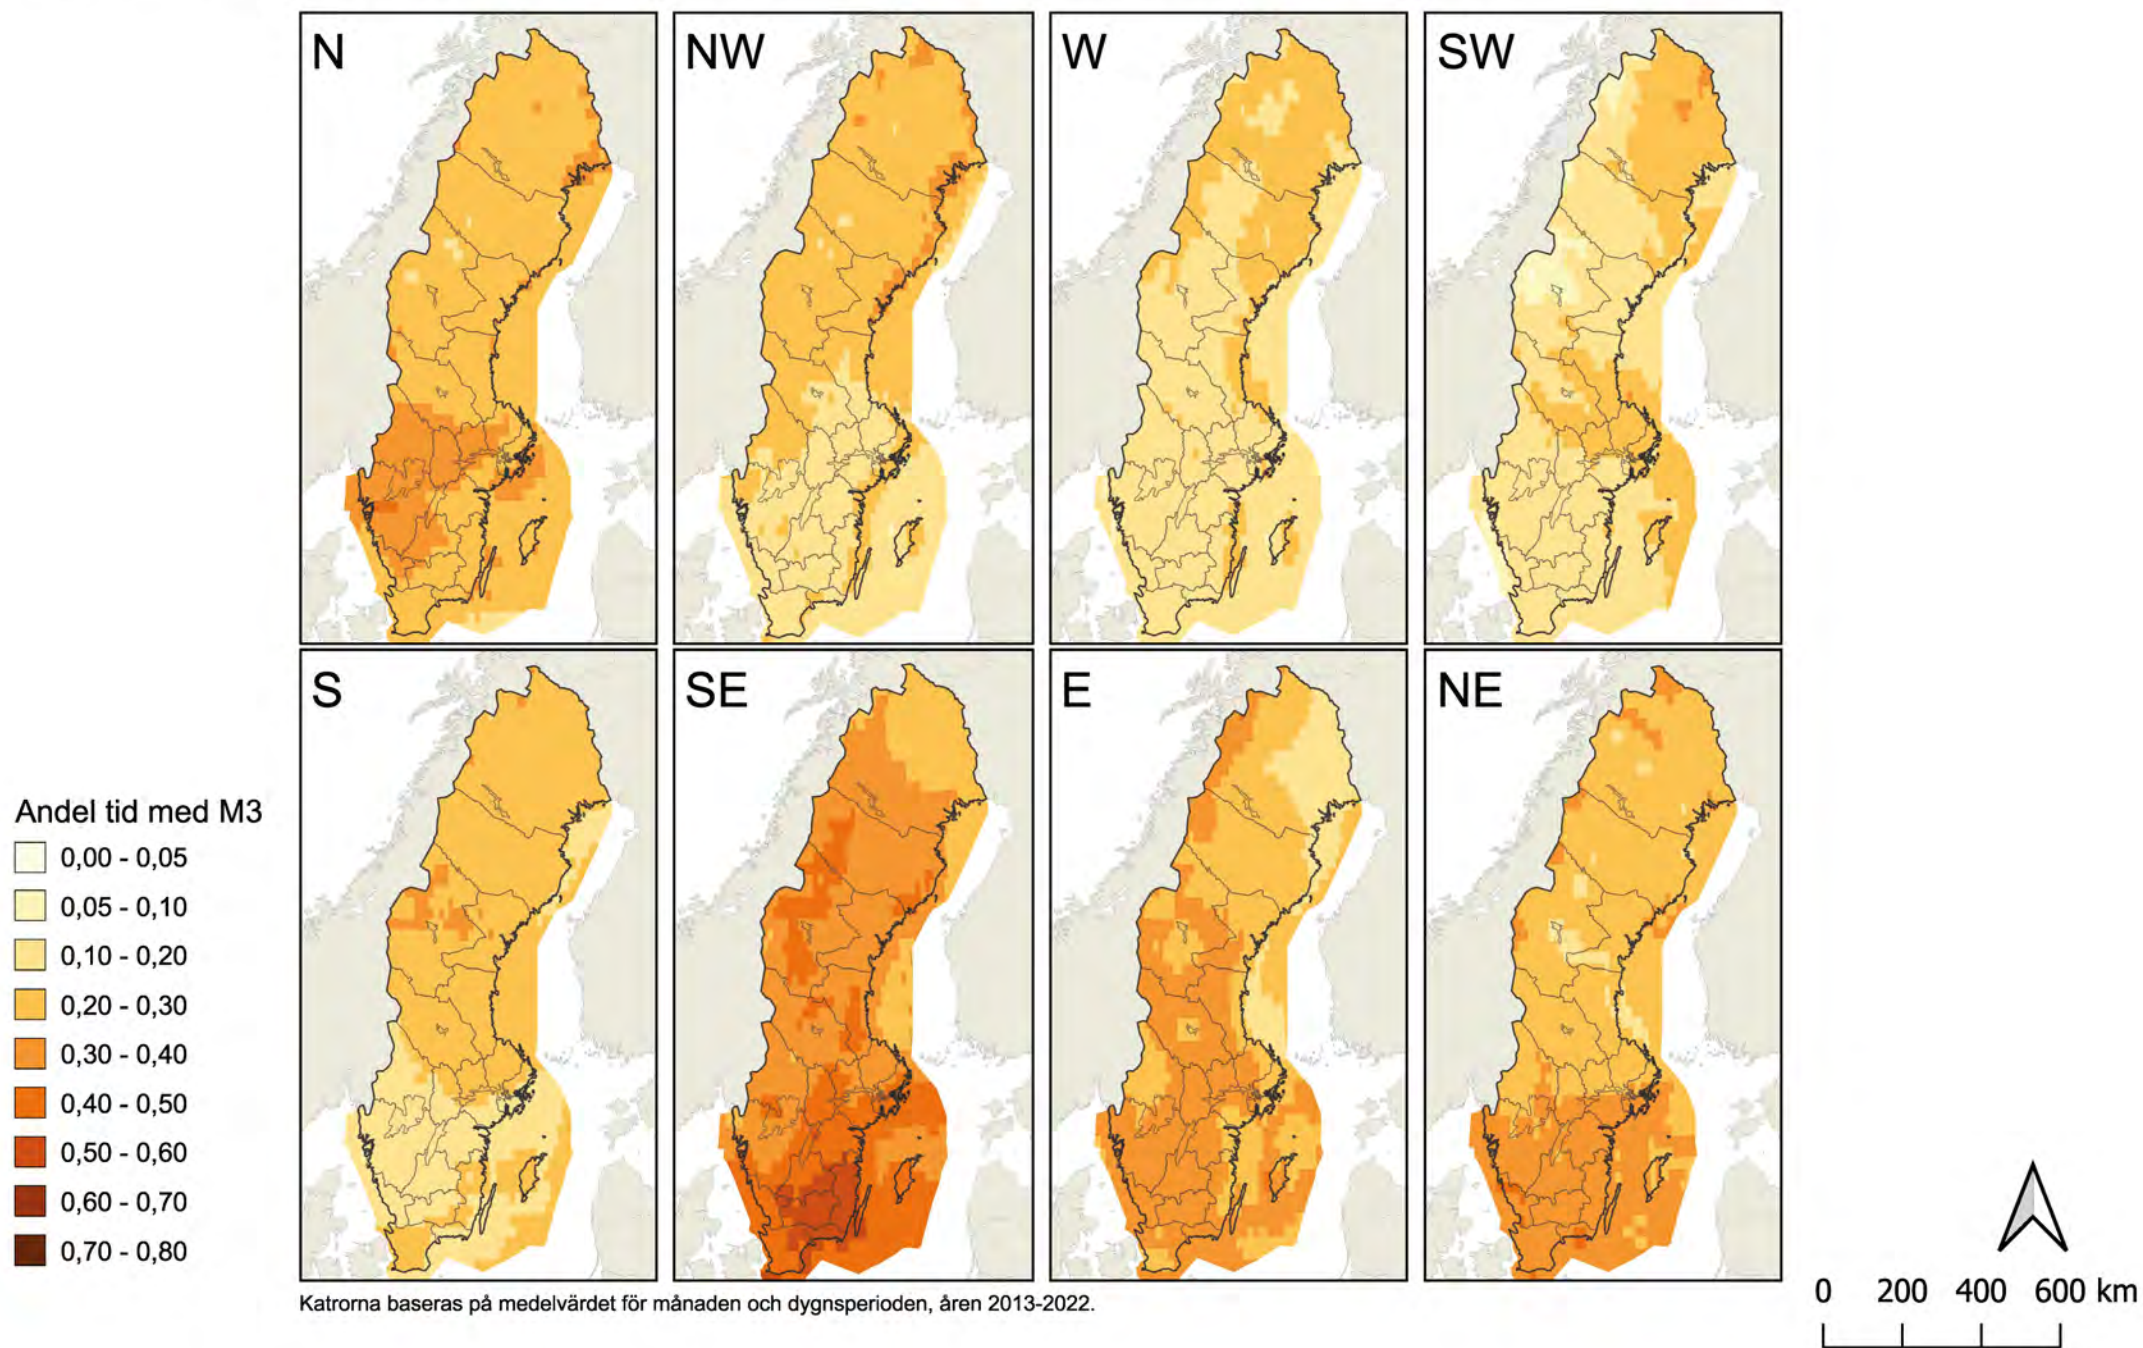 N
NW
W
SW
S
SE
E
NE
Andel tid med M3
0,00 - 0,05
0,05 - 0,10
0,10 - 0,20
0,20 - 0,30
0,30 - 0,40
0,40 - 0,50
0,50 - 0,60
0,60 - 0,70
0,70 - 0,80
Katrorna baseras på medelvärdet för månaden och dygnsperioden, åren 2013-2022.
0 200 400 600 km